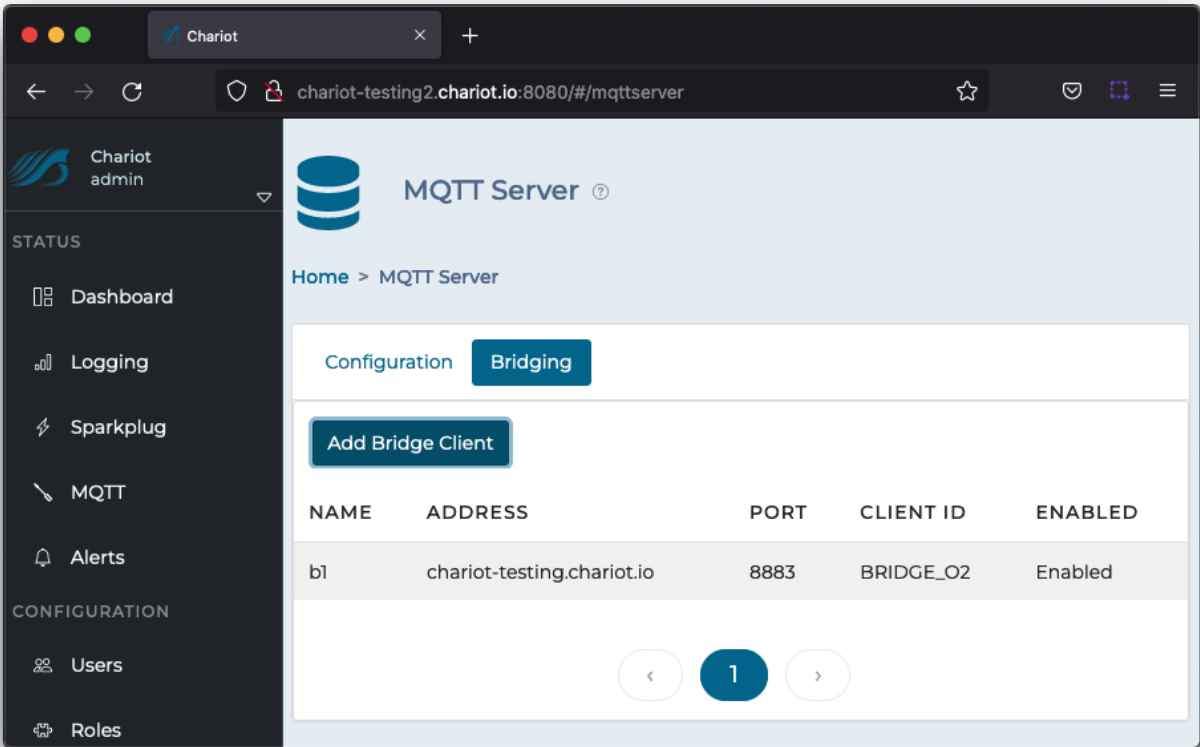 Chariot
chariot-testing2.chariot.io:8080/#/mqttserver
Chariot
admin
STATUS
Dashboard
Logging
Sparkplug
MQTT
Alerts
CONFIGURATION
Users
Roles
MQTT Server ?
Home > MQTT Server
Configuration Bridging
Add Bridge Client
NAME ADDRESS PORT CLIENT ID ENABLED
b1 chariot-testing.chariot.io 8883 BRIDGE_O2 Enabled
‹ 1 ›